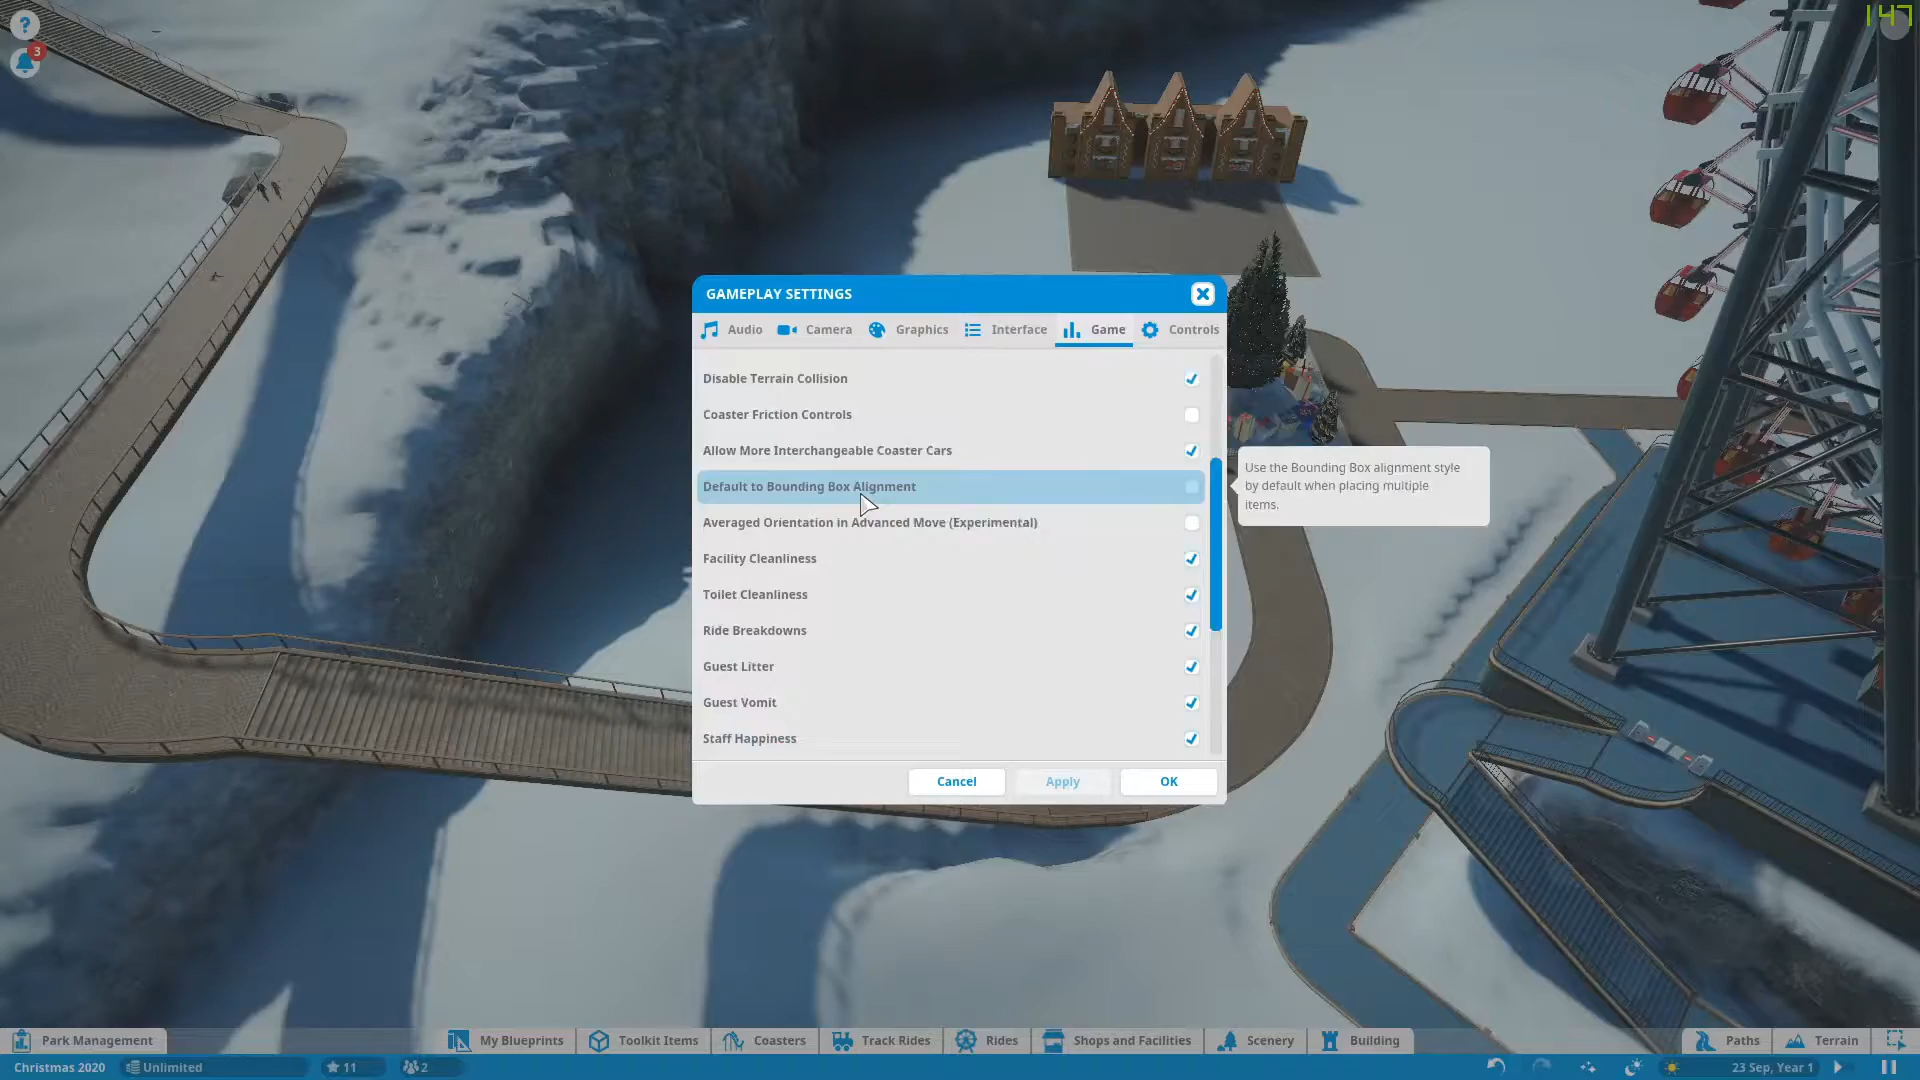 ?
147
3
GAMEPLAY SETTINGS
Audio Camera Graphics Interface Game Controls
Disable Terrain Collision
Coaster Friction Controls
Allow More Interchangeable Coaster Cars
Default to Bounding Box Alignment
Averaged Orientation in Advanced Move (Experimental)
Facility Cleanliness
Toilet Cleanliness
Ride Breakdowns
Guest Litter
Guest Vomit
Staff Happiness
Use the Bounding Box alignment style
by default when placing multiple
items.
Cancel Apply OK
Park Management My Blueprints Toolkit Items Coasters Track Rides Rides Shops and Facilities Scenery Building Paths Terrain
Christmas 2020 Unlimited 11 2 23 Sep, Year 1